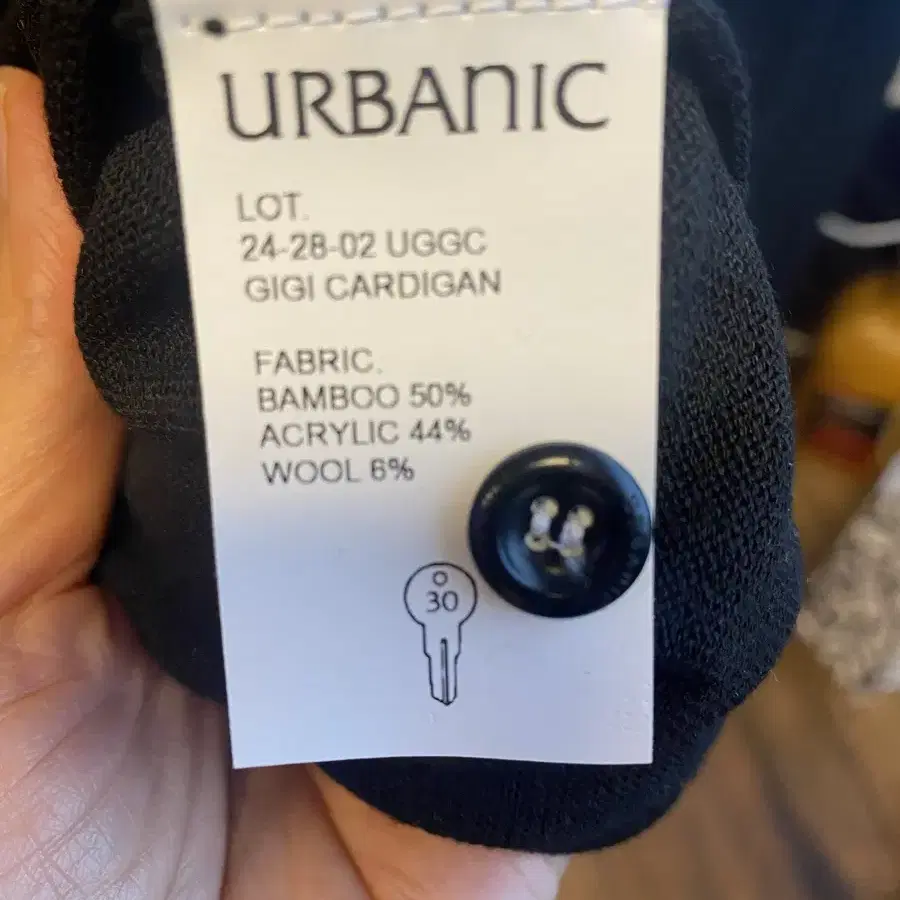 URBANIC
LOT.
24-28-02 UGGC
GIGI CARDIGAN
FABRIC.
BAMBOO 50%
ACRYLIC 44%
WOOL 6%
30